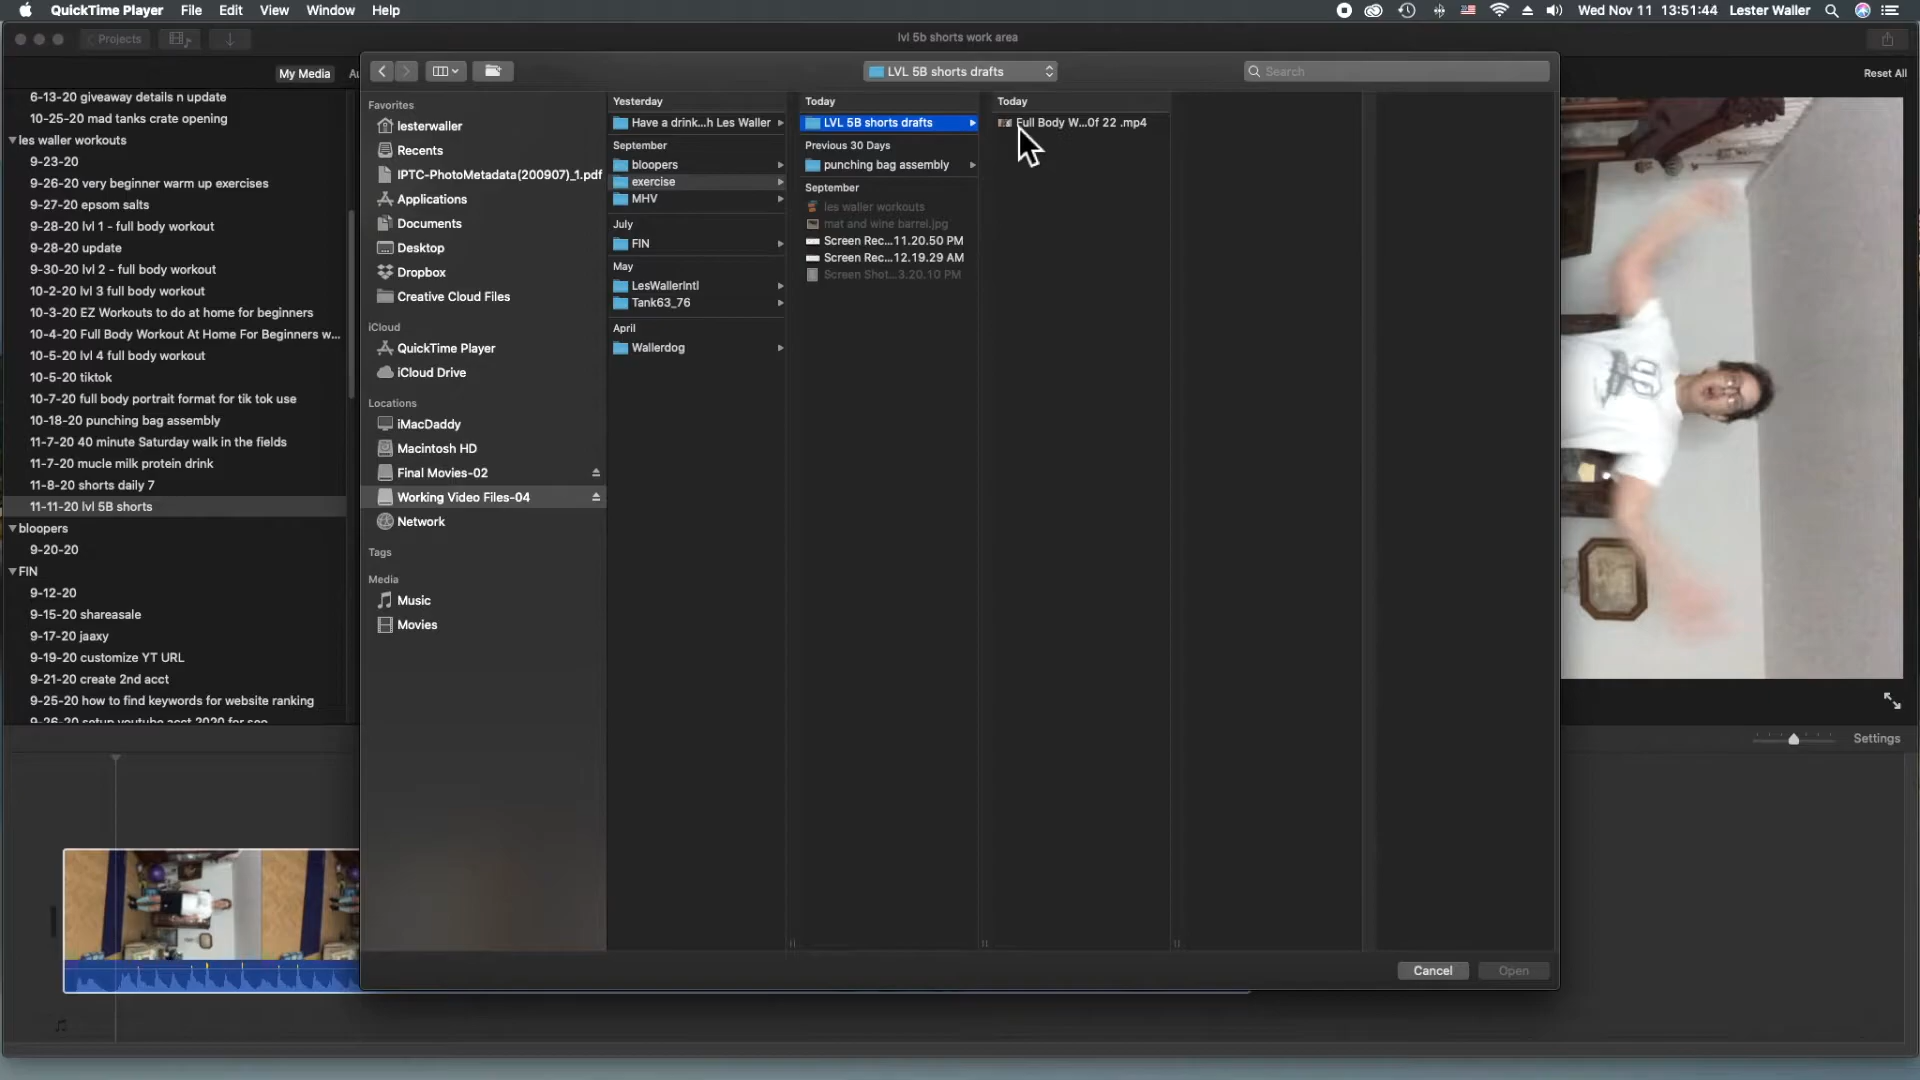 QuickTime Player File Edit View Window Help
Wed Nov 11 13:51:44 Lester Waller
Projects
lvl 5b shorts work area
My Media
Reset All
6-13-20 giveaway details n update
10-25-20 mad tanks crate opening
les waller workouts
9-23-20
9-26-20 very beginner warm up exercises
9-27-20 epsom salts
9-28-20 lvl 1 - full body workout
9-28-20 update
9-30-20 lvl 2 - full body workout
10-2-20 lvl 3 full body workout
10-3-20 EZ Workouts to do at home for beginners
10-4-20 Full Body Workout At Home For Beginners w...
10-5-20 lvl 4 full body workout
10-5-20 tiktok
10-7-20 full body portrait format for tik tok use
10-18-20 punching bag assembly
11-7-20 40 minute Saturday walk in the fields
11-7-20 mucle milk protein drink
11-8-20 shorts daily 7
11-11-20 lvl 5B shorts
bloopers
9-20-20
FIN
9-12-20
9-15-20 shareasale
9-17-20 jaaxy
9-19-20 customize YT URL
9-21-20 create 2nd acct
9-25-20 how to find keywords for website ranking
9-26-20 setup youtube acct 2020 for seo
LVL 5B shorts drafts
Search
Favorites
lesterwaller
Recents
IPTC-PhotoMetadata(200907)_1.pdf
Applications
Documents
Desktop
Dropbox
Creative Cloud Files
iCloud
QuickTime Player
iCloud Drive
Locations
iMacDaddy
Macintosh HD
Final Movies-02
Working Video Files-04
Network
Tags
Media
Music
Movies
Yesterday
Have a drink...h Les Waller
September
bloopers
exercise
MHV
July
FIN
May
LesWallerIntl
Tank63_76
April
Wallerdog
Today
LVL 5B shorts drafts
Previous 30 Days
punching bag assembly
September
les waller workouts
mat and wine barrel.jpg
Screen Rec...11.20.50 PM
Screen Rec...12.19.29 AM
Screen Shot...3.20.10 PM
Today
Full Body W...Of 22 .mp4
Settings
Cancel
Open